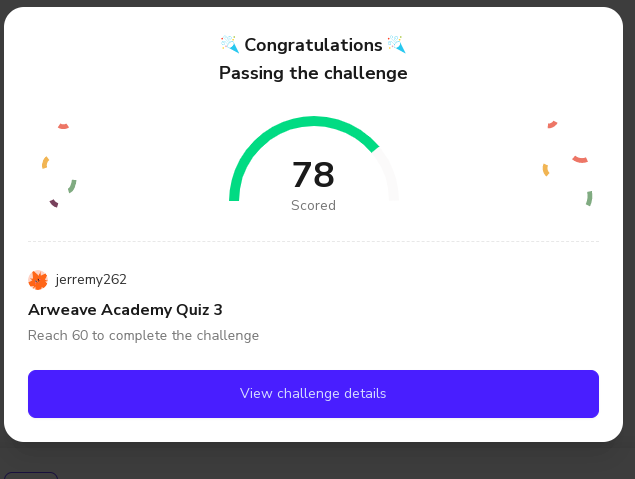 Congratulations
Passing the challenge
78
Scored
jerremy262
Arweave Academy Quiz 3
Reach 60 to complete the challenge
View challenge details